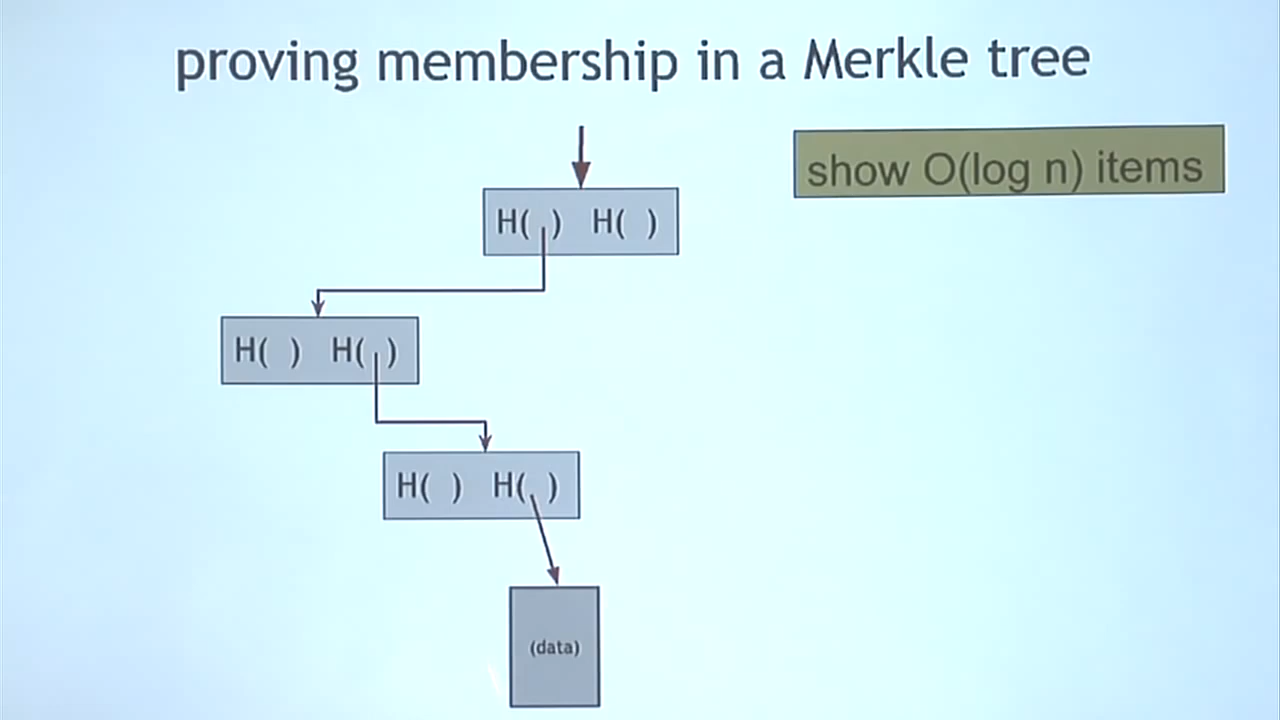 proving membership in a Merkle tree
show O(log n) items
H( ) H( )
H( ) H( )
H( ) H( )
(data)